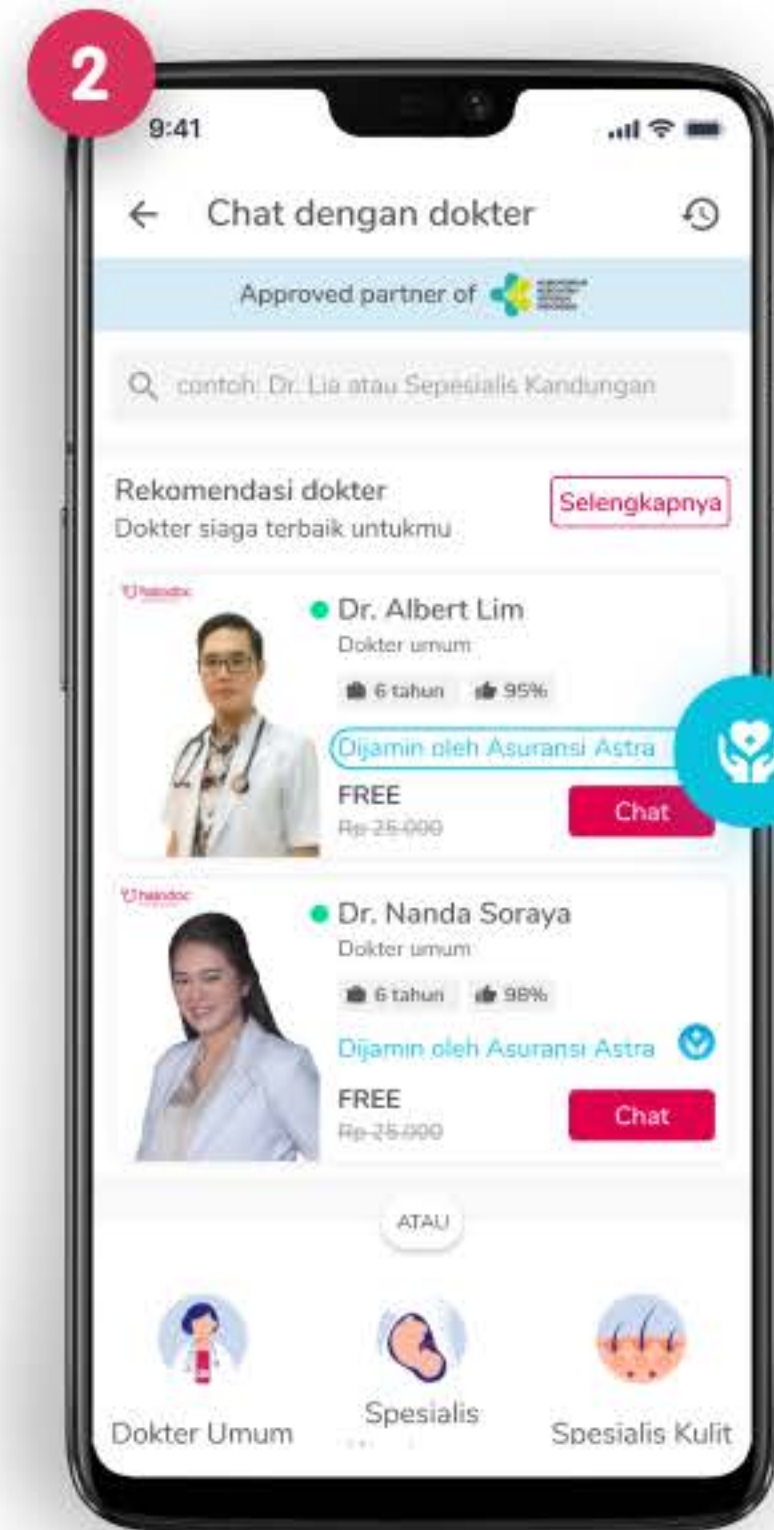 2
9:41
Chat dengan dokter
Approved partner of
contoh: Dr. Lia atau Sepesialis Kandungan
Rekomendasi dokter
Selengkapnya
Dokter siaga terbaik untukmu
halodoc
Dr. Albert Lim
Dokter umum
6 tahun 95%
Dijamin oleh Asuransi Astra
FREE
Rp 25.000
Chat
halodoc
Dr. Nanda Soraya
Dokter umum
6 tahun 98%
Dijamin oleh Asuransi Astra
FREE
Rp 25.000
Chat
ATAU
Dokter Umum
Spesialis
Spesialis Kulit